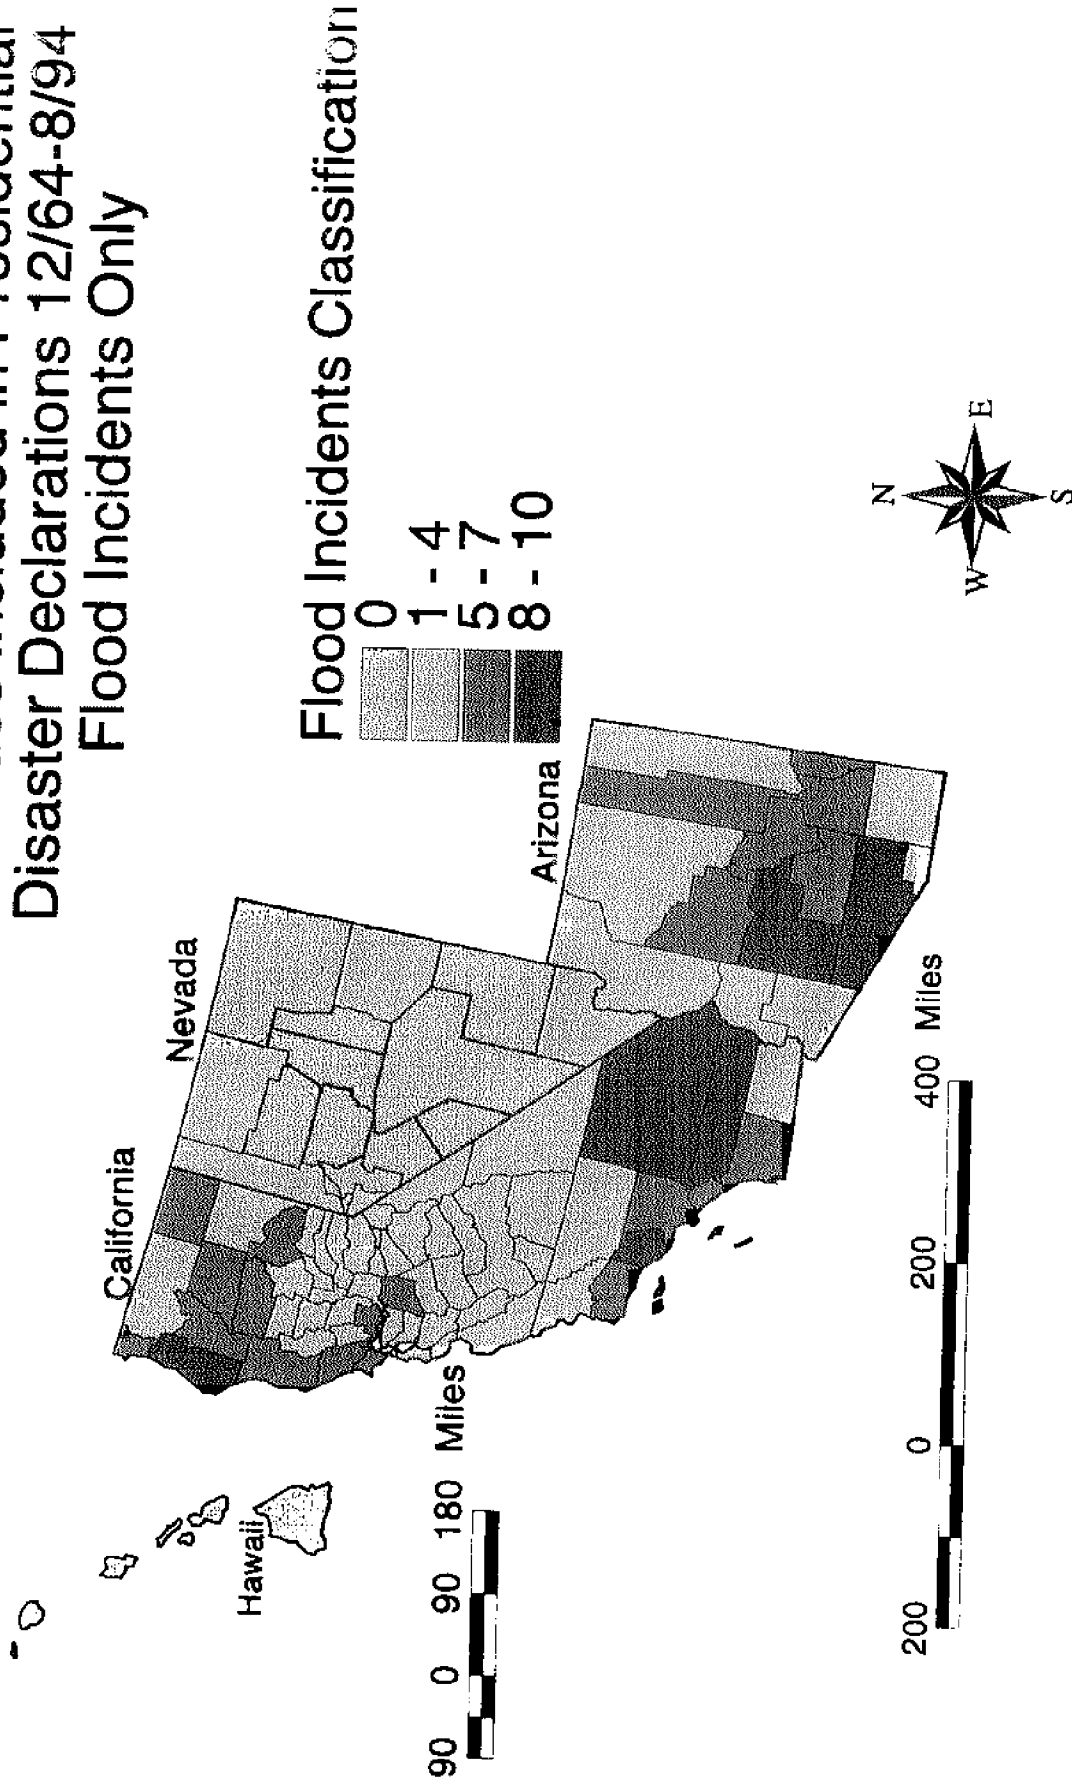 Disaster Declarations 12/64-8/94
Flood Incidents Only
Flood Incidents Classification
0
1 - 4
5 - 7
8 - 10
California
Nevada
Arizona
Hawaii
90 0 90 180 Miles
200 0 200 400 Miles
N
W E
S